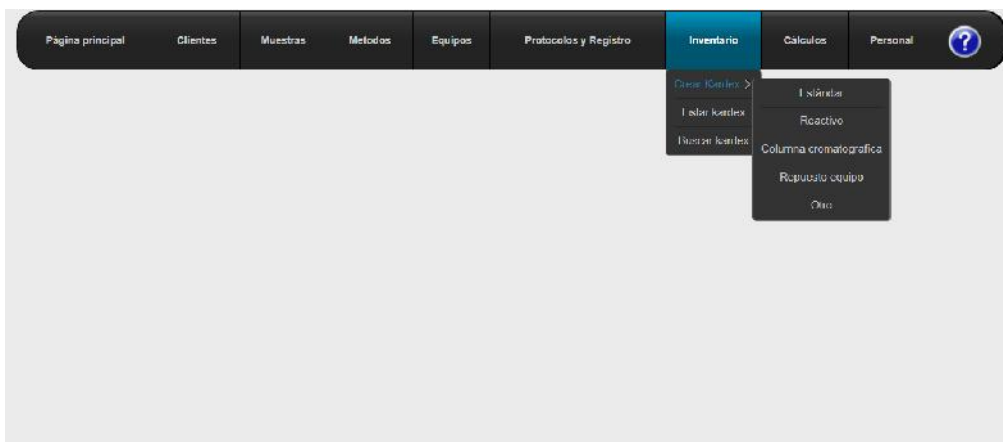 Página principal
Clientes
Muestras
Metodos
Equipos
Protocolos y Registro
Inventario
Cálculos
Personal
?
Crear Kardex >
Listar kardex
Buscar kardex
Estándar
Reactivo
Columna cromatografica
Repuesto equipo
Otro